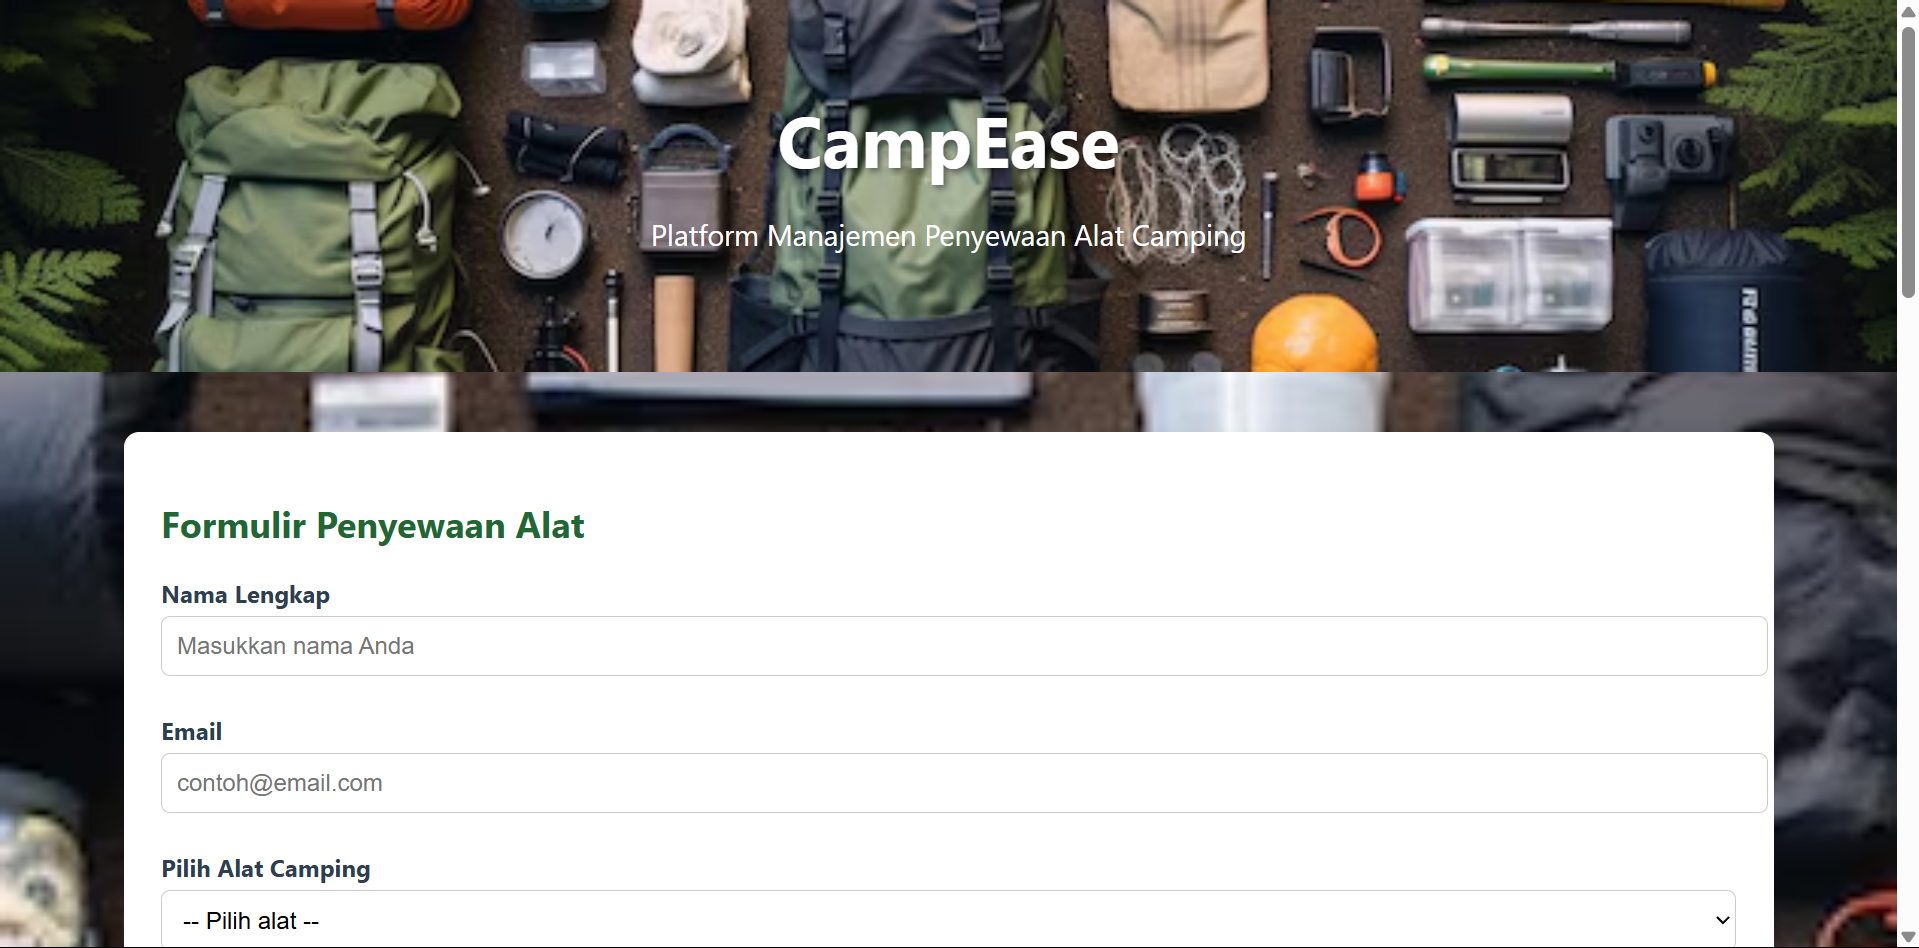 CampEase
Platform Manajemen Penyewaan Alat Camping
Formulir Penyewaan Alat
Nama Lengkap
Masukkan nama Anda
Email
contoh@email.com
Pilih Alat Camping
-- Pilih alat --